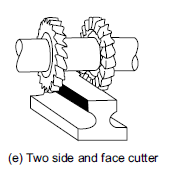 (e) Two side and face cutter